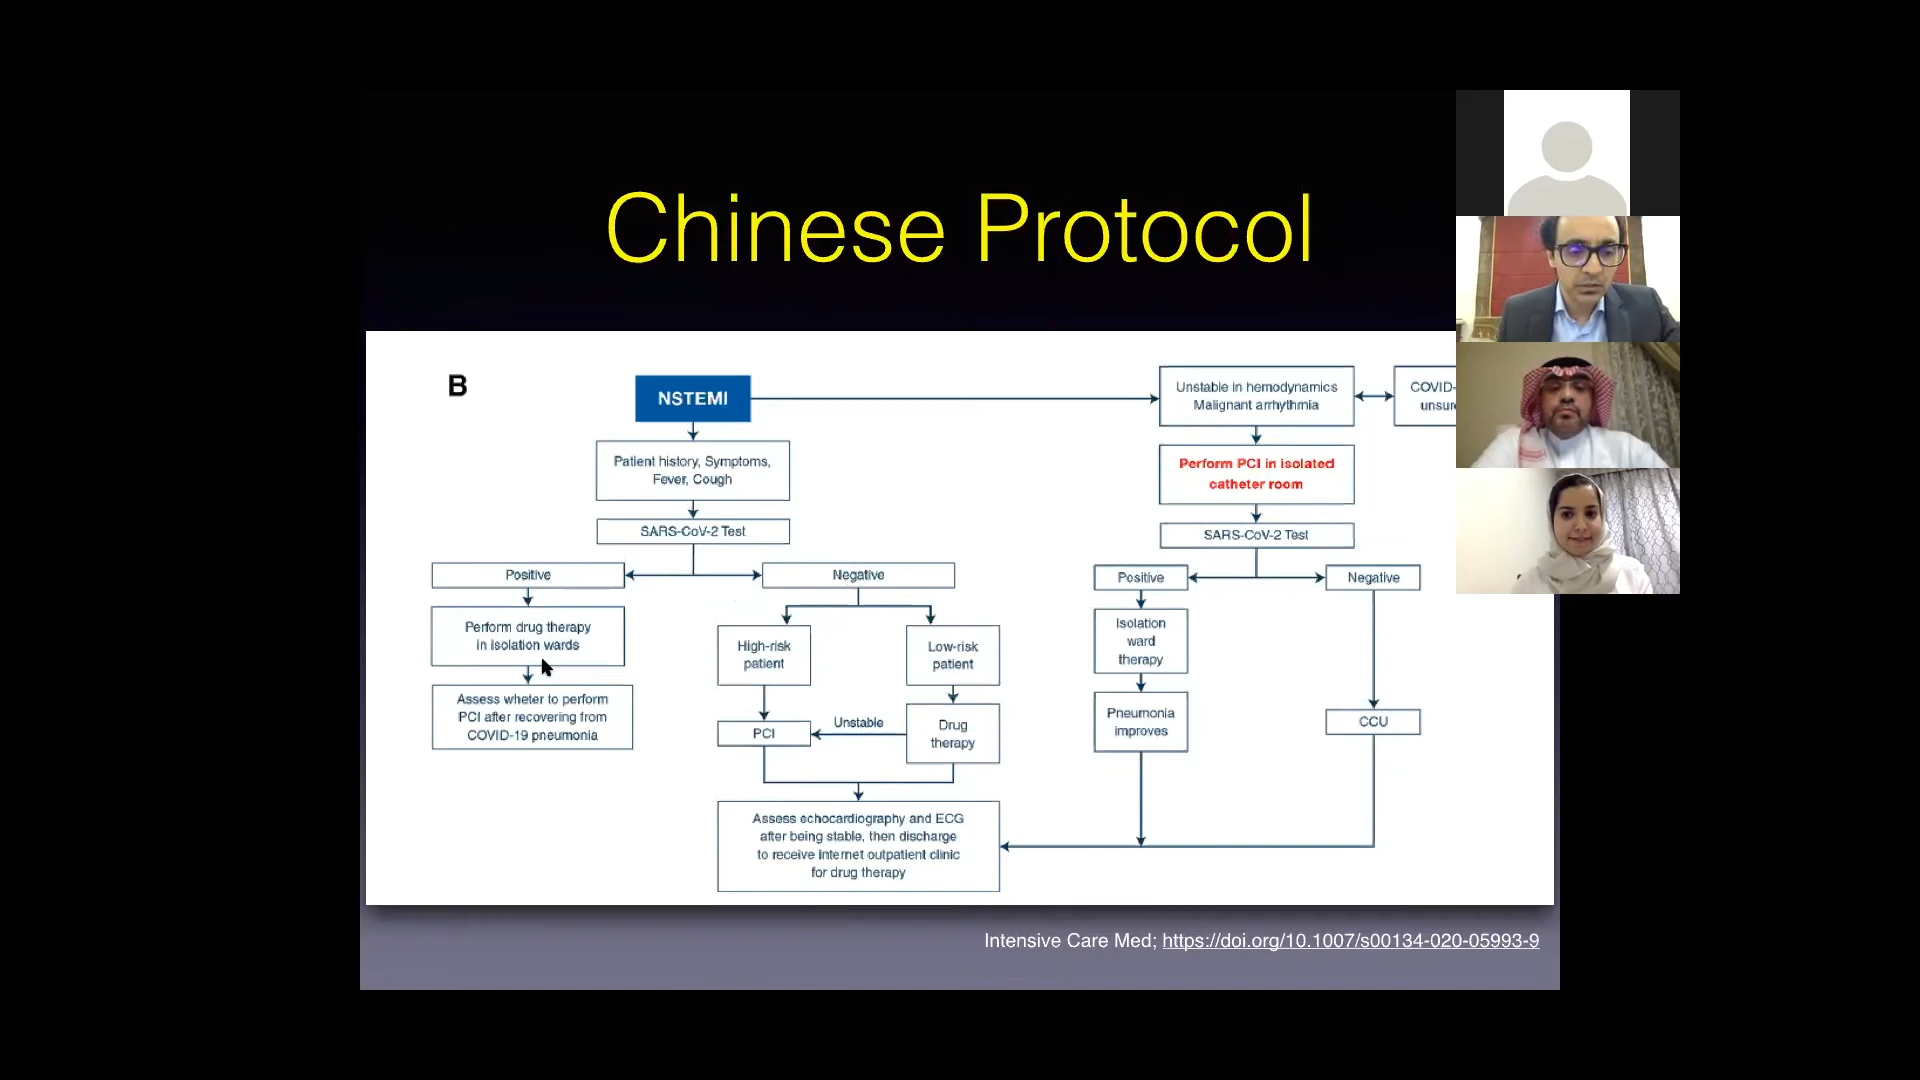 Chinese Protocol
B
NSTEMI
Patient history, Symptoms,
Fever, Cough
SARS-CoV-2 Test
Positive
Negative
Perform drug therapy
in isolation wards
Assess wheter to perform
PCI after recovering from
COVID-19 pneumonia
High-risk
patient
Low-risk
patient
PCI
Unstable
Drug
therapy
Assess echocardiography and ECG
after being stable, then discharge
to receive internet outpatient clinic
for drug therapy
Unstable in hemodynamics
Malignant arrhythmia
COVID-
unsure
Perform PCI in isolated
catheter room
SARS-CoV-2 Test
Positive
Negative
Isolation
ward
therapy
Pneumonia
improves
CCU
Intensive Care Med; https://doi.org/10.1007/s00134-020-05993-9